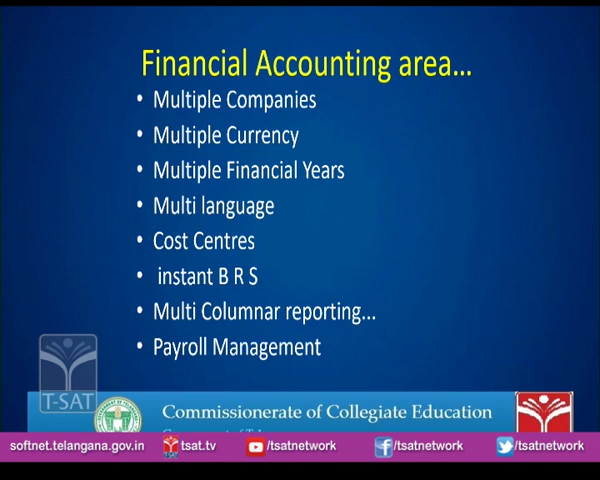 Financial Accounting area...
• Multiple Companies
• Multiple Currency
• Multiple Financial Years
• Multi language
• Cost Centres
• instant B R S
• Multi Columnar reporting...
• Payroll Management
T-SAT
Commissionerate of Collegiate Education
softnet.telangana.gov.in
tsat.tv
/tsatnetwork
/tsatnetwork
/tsatnetwork